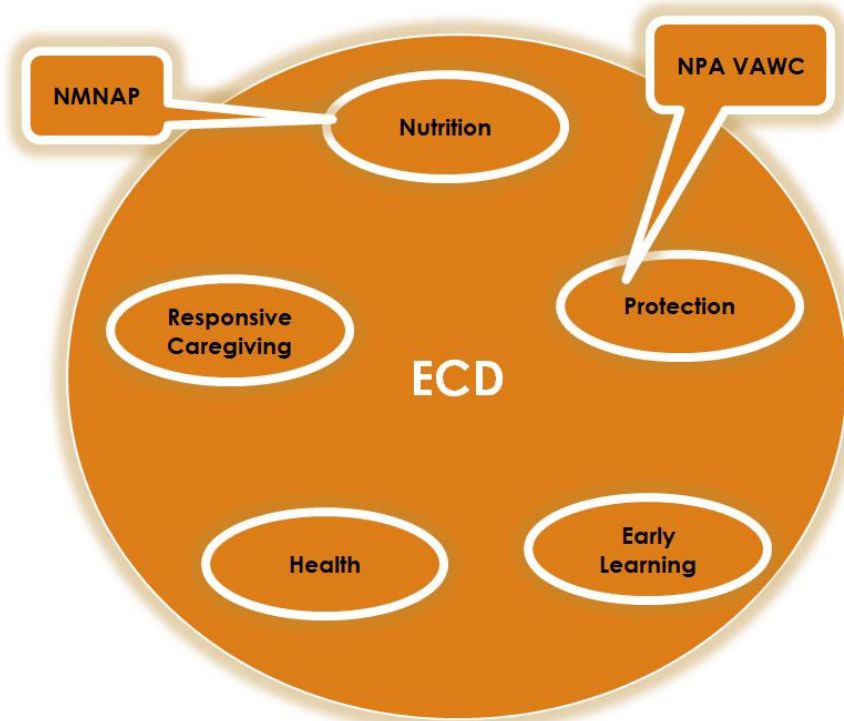 NPA VAWC
NMNAP
Nutrition
Protection
Responsive
Caregiving
ECD
Early
Learning
Health